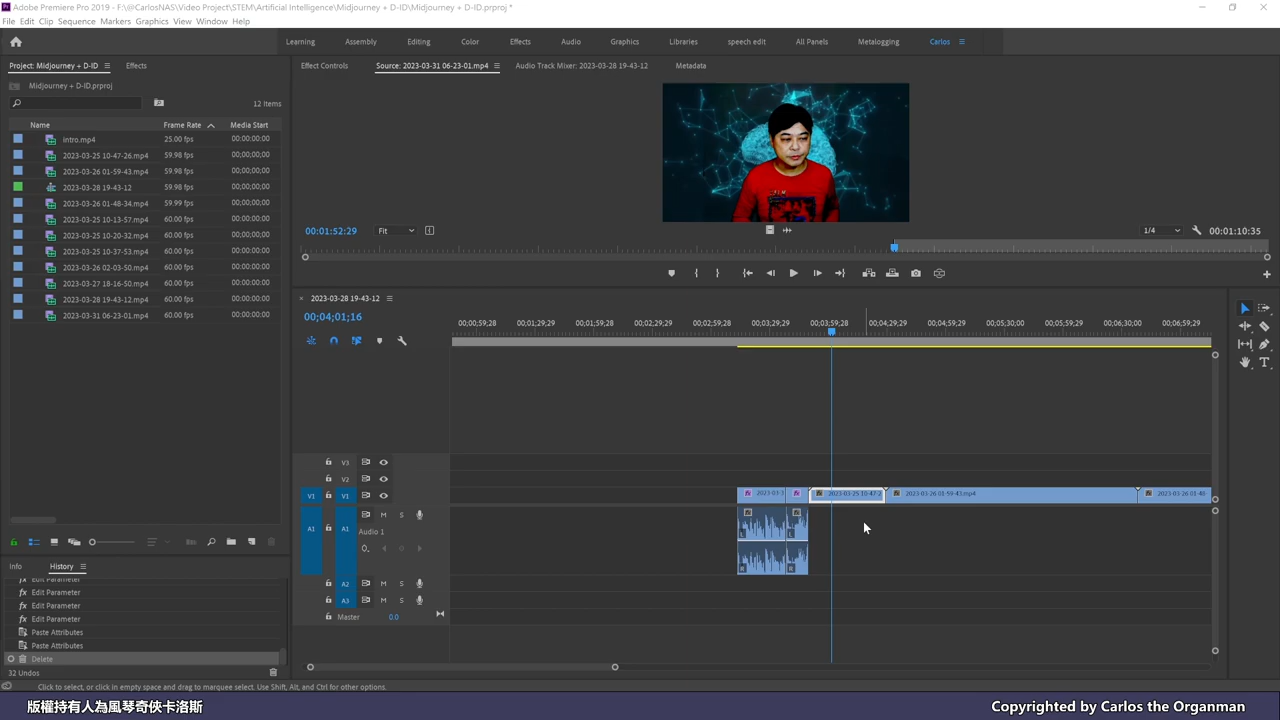 Adobe Premiere Pro 2019 - F:\@CarlosNAS\Video Project\STEM\Artificial Intelligence\Midjourney + D-ID\Midjourney + D-ID.prproj *
File Edit Clip Sequence Markers Graphics View Window Help
Learning Assembly Editing Color Effects Audio Graphics Libraries speech edit All Panels Metalogging Carlos
Project: Midjourney + D-ID Effects
Effect Controls Source: 2023-03-31 06-23-01.mp4 Audio Track Mixer: 2023-03-28 19-43-12 Metadata
Midjourney + D-ID.prproj
12 Items
Name Frame Rate Media Start
intro.mp4 25.00 fps 00:00:00:00
2023-03-25 10-47-26.mp4 59.98 fps 00;00;00;00
2023-03-26 01-59-43.mp4 59.98 fps 00;00;00;00
2023-03-28 19-43-12 59.98 fps 00;00;00;00
2023-03-26 01-48-34.mp4 59.99 fps 00;00;00;00
2023-03-25 10-13-57.mp4 60.00 fps 00:00:00:00
2023-03-25 10-20-32.mp4 60.00 fps 00:00:00:00
2023-03-25 10-37-53.mp4 60.00 fps 00:00:00:00
2023-03-26 02-03-50.mp4 60.00 fps 00:00:00:00
2023-03-27 18-16-50.mp4 60.00 fps 00:00:00:00
2023-03-28 19-43-12.mp4 60.00 fps 00:00:00:00
2023-03-31 06-23-01.mp4 60.00 fps 00:00:00:00
00:01:52:29 Fit 1/4 00:01:10:35
2023-03-28 19-43-12
00;04;01;16
00;00;59;28 00;01;29;29 00;01;59;28 00;02;29;29 00;02;59;28 00;03;29;29 00;03;59;28 00;04;29;29 00;04;59;29 00;05;30;00 00;05;59;29 00;06;30;00 00;06;59;29
V3
V2
V1 V1 2023-03-3 2023-03-25 10-47-2 2023-03-26 01-59-43.mp4 2023-03-26 01-48
A1 A1 M S
Audio 1
L L
R R
A2 M S
A3 M S
Master 0.0
Info History
Edit Parameter
Edit Parameter
Edit Parameter
Edit Parameter
Paste Attributes
Paste Attributes
Delete
32 Undos
Click to select, or click in empty space and drag to marquee select. Use Shift, Alt, and Ctrl for other options.
版權持有人為風琴奇俠卡洛斯 Copyrighted by Carlos the Organman